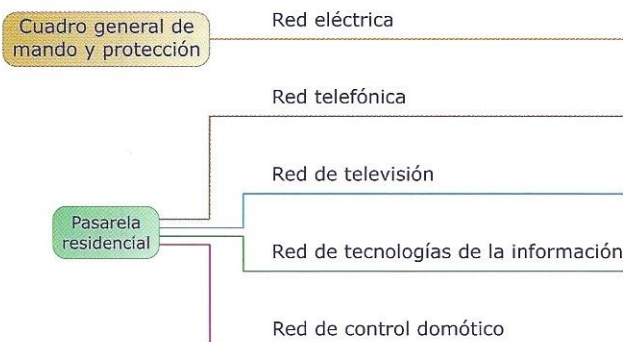 Cuadro general de
mando y protección
Red eléctrica
Red telefónica
Red de televisión
Pasarela
residencial
Red de tecnologías de la información
Red de control domótico